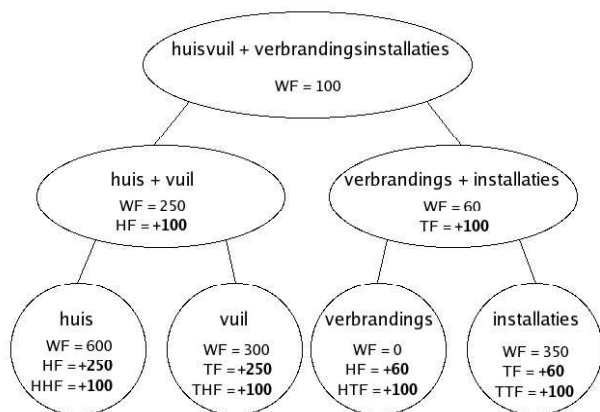 huisvuil + verbrandingsinstallaties
WF = 100
huis + vuil
WF = 250
HF = +100
verbrandings + installaties
WF = 60
TF = +100
huis
WF = 600
HF = +250
HHF = +100
vuil
WF = 300
TF = +250
THF = +100
verbrandings
WF = 0
HF = +60
HTF = +100
installaties
WF = 350
TF = +60
TTF = +100